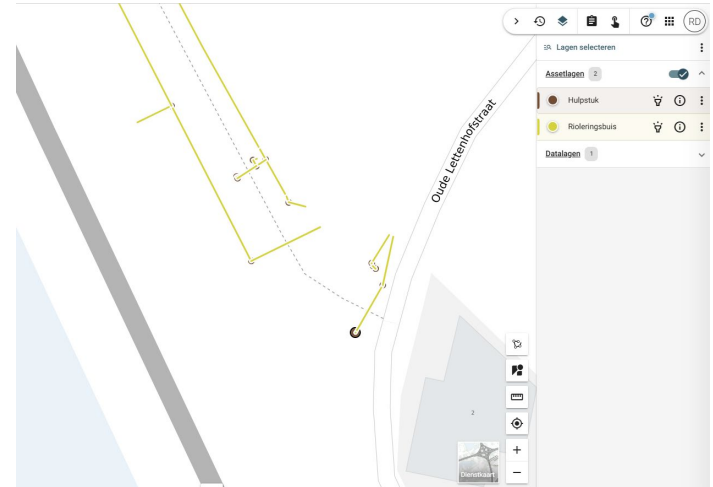 RD
Lagen selecteren
Assetlagen 2
Hulpstuk
Rioleringsbuis
Datalagen 1
Oude Lettenhofstraat
2
Dienstkaart